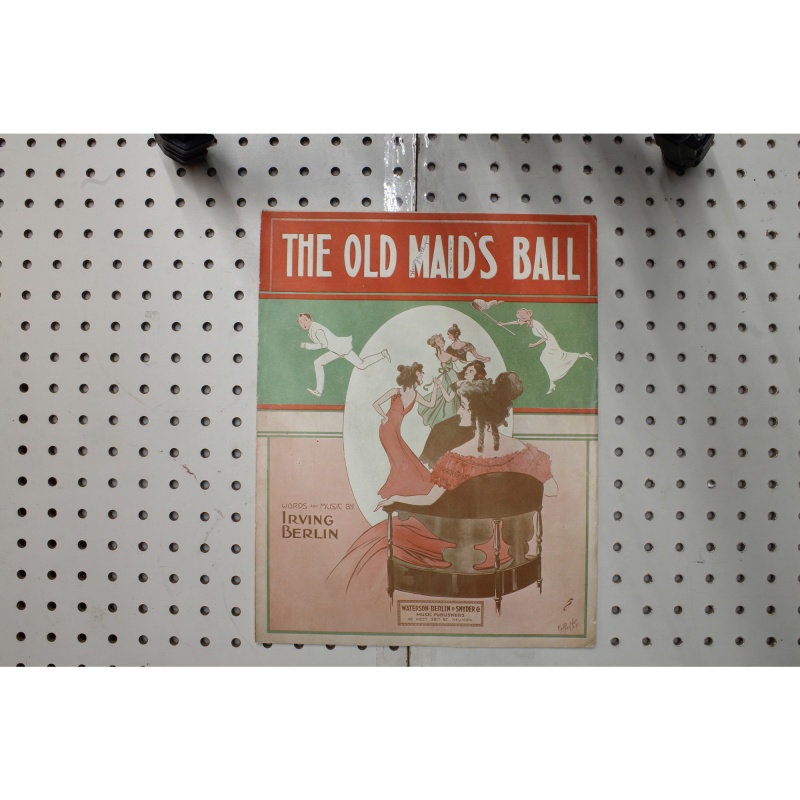 THE OLD MAID'S BALL
WORDS AND MUSIC BY
IRVING
BERLIN
WATERSON·BERLIN & SNYDER CO
MUSIC PUBLISHERS